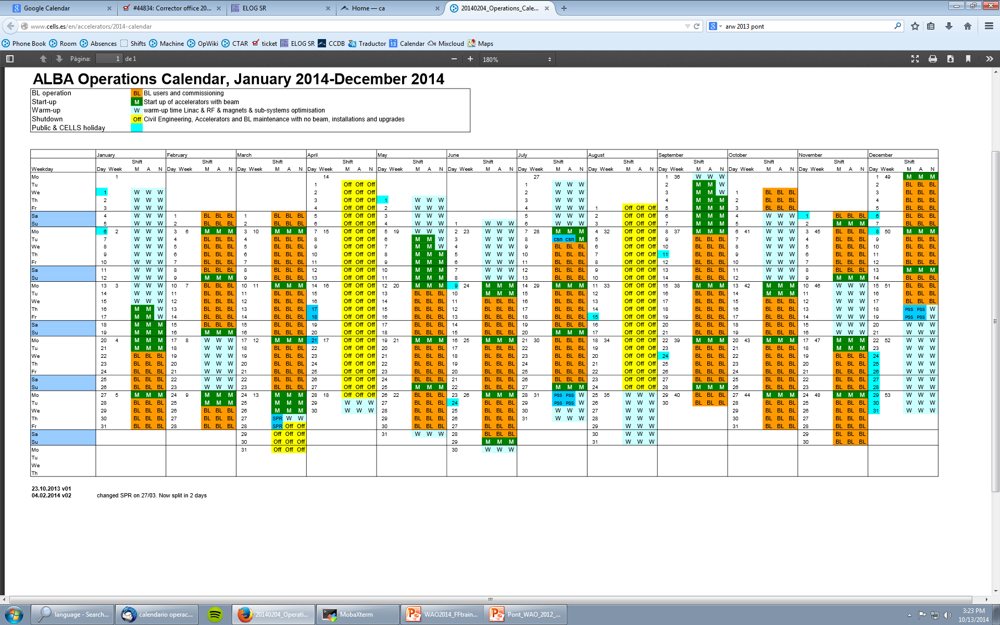 Google Calendar
#44834: Corrector office 20...
ELOG SR
Home — ca
20140204_Operations_Cale...
www.cells.es/en/accelerators/2014-calendar
arw 2013 pont
Phone Book Room Absences Shifts Machine OpWiki CTAR ticket ELOG SR CCDB Traductor 13 Calendar Mixcloud Maps
Pàgina: 1 de 1 180%
ALBA Operations Calendar, January 2014-December 2014
BL operation BL BL users and commissioning
Start-up M Start up of accelerators with beam
Warm-up W warm-up time Linac & RF & magnets & sub-systems optimisation
Shutdown Off Civil Engineering, Accelerators and BL maintenance with no beam, installations and upgrades
Public & CELLS holiday
January February March April May June July August September October November December
Shift Shift Shift Shift Shift Shift Shift Shift Shift Shift Shift Shift
Weekday Day Week M A N Day Week M A N Day Week M A N Day Week M A N Day Week M A N Day Week M A N Day Week M A N Day Week M A N Day Week M A N Day Week M A N Day Week M A N Day Week M A N
Mo 1 14 27 1 36 W W W 1 49 M M M
Tu 1 Off Off Off 1 W W W 2 M M W 2 BL BL BL
We 1 W W W 2 Off Off Off 2 W W W 3 M M W 1 BL BL BL 3 BL BL BL
Th 2 W W W 3 Off Off Off 1 W W W 3 W W W 4 M M M 2 BL BL BL 4 BL BL BL
Fr 3 W W W 4 Off Off Off 2 W W W 4 W W W 1 Off Off Off 5 M M M 3 BL BL BL 5 BL BL BL
Sa 4 W W W 1 BL BL BL 1 BL BL BL 5 Off Off Off 3 W W W 5 W W W 2 Off Off Off 6 M M M 4 W W W 1 BL BL BL 6 BL BL BL
Su 5 W W W 2 BL BL BL 2 BL BL BL 6 Off Off Off 4 W W W 1 W W W 6 W W W 3 Off Off Off 7 M M M 5 W W W 2 M M M 7 BL BL BL
Mo 6 2 W W W 3 6 M M M 3 10 M M M 7 15 Off Off Off 5 19 W W W 2 23 W W W 7 28 M M M 4 32 Off Off Off 8 37 M M M 6 41 W W W 3 45 BL BL BL 8 50 M M M
Tu 7 W W W 4 BL BL BL 4 BL BL BL 8 Off Off Off 6 M M W 3 W W W 8 csn csn M 5 Off Off Off 9 BL BL BL 7 W W W 4 BL BL BL 9 BL BL BL
We 8 W W W 5 BL BL BL 5 BL BL BL 9 Off Off Off 7 M M W 4 W W W 9 BL BL BL 6 Off Off Off 10 BL BL BL 8 W W W 5 BL BL BL 10 BL BL BL
Th 9 W W W 6 BL BL BL 6 BL BL BL 10 Off Off Off 8 M M M 5 W W W 10 BL BL BL 7 Off Off Off 11 BL BL BL 9 W W W 6 BL BL BL 11 BL BL BL
Fr 10 W W W 7 BL BL BL 7 BL BL BL 11 Off Off Off 9 M M M 6 W W W 11 BL BL BL 8 Off Off Off 12 BL BL BL 10 W W W 7 BL BL BL 12 BL BL BL
Sa 11 W W W 8 BL BL BL 8 BL BL BL 12 Off Off Off 10 M M M 7 W W W 12 BL BL BL 9 Off Off Off 13 BL BL BL 11 W W W 8 BL BL BL 13 M M M
Su 12 W W W 9 M M M 9 BL BL BL 13 Off Off Off 11 M M M 8 W W W 13 BL BL BL 10 Off Off Off 14 BL BL BL 12 W W W 9 M M M 14 BL BL BL
Mo 13 3 W W W 10 7 BL BL BL 10 11 M M M 14 16 Off Off Off 12 20 M M M 9 24 M M M 14 29 M M M 11 33 Off Off Off 15 38 M M M 13 42 M M M 10 46 W W W 15 51 BL BL BL
Tu 14 W W W 11 BL BL BL 11 BL BL BL 15 Off Off Off 13 BL BL BL 10 M M M 15 BL BL BL 12 Off Off Off 16 BL BL BL 14 M M M 11 W W W 16 BL BL BL
We 15 W W W 12 BL BL BL 12 BL BL BL 16 Off Off Off 14 BL BL BL 11 BL BL BL 16 BL BL BL 13 Off Off Off 17 BL BL BL 15 BL BL BL 12 W W W 17 BL BL BL
Th 16 M M W 13 BL BL BL 13 BL BL BL 17 Off Off Off 15 BL BL BL 12 BL BL BL 17 BL BL BL 14 Off Off Off 18 BL BL BL 16 BL BL BL 13 W W W 18 PSS PSS W
Fr 17 M M W 14 BL BL BL 14 BL BL BL 18 Off Off Off 16 BL BL BL 13 BL BL BL 18 BL BL BL 15 Off Off Off 19 BL BL BL 17 BL BL BL 14 W W W 19 PSS PSS W
Sa 18 M M M 15 BL BL BL 15 BL BL BL 19 Off Off Off 17 BL BL BL 14 BL BL BL 19 BL BL BL 16 Off Off Off 20 BL BL BL 18 BL BL BL 15 W W W 20 W W W
Su 19 M M M 16 M M M 16 BL BL BL 20 Off Off Off 18 BL BL BL 15 BL BL BL 20 M M M 17 Off Off Off 21 BL BL BL 19 BL BL BL 16 W W W 21 W W W
Mo 20 4 M M M 17 8 W W W 17 12 M M M 21 17 Off Off Off 19 21 M M M 16 25 M M M 21 30 BL BL BL 18 34 Off Off Off 22 39 M M M 20 43 M M M 17 47 M M M 22 52 W W W
Tu 21 M M M 18 W W W 18 BL BL BL 22 Off Off Off 20 BL BL BL 17 BL BL BL 22 BL BL BL 19 Off Off Off 23 BL BL BL 21 BL BL BL 18 M M M 23 W W W
We 22 BL BL BL 19 W W W 19 BL BL BL 23 Off Off Off 21 BL BL BL 18 BL BL BL 23 BL BL BL 20 Off Off Off 24 BL BL BL 22 BL BL BL 19 BL BL BL 24 W W W
Th 23 BL BL BL 20 W W W 20 BL BL BL 24 Off Off Off 22 BL BL BL 19 BL BL BL 24 BL BL BL 21 Off Off Off 25 BL BL BL 23 BL BL BL 20 BL BL BL 25 W W W
Fr 24 BL BL BL 21 W W W 21 BL BL BL 25 Off Off Off 23 BL BL BL 20 BL BL BL 25 BL BL BL 22 Off Off Off 26 BL BL BL 24 BL BL BL 21 BL BL BL 26 W W W
Sa 25 BL BL BL 22 W W W 22 BL BL BL 26 Off Off Off 24 BL BL BL 21 BL BL BL 26 BL BL BL 23 Off Off Off 27 BL BL BL 25 BL BL BL 22 BL BL BL 27 W W W
Su 26 BL BL BL 23 W W W 23 BL BL BL 27 Off Off Off 25 M M M 22 BL BL BL 27 M M M 24 Off Off Off 28 M M M 26 BL BL BL 23 BL BL BL 28 W W W
Mo 27 5 M M M 24 9 M M M 24 13 M M M 28 18 Off Off Off 26 22 BL BL BL 23 26 M M M 28 31 PSS PSS W 25 35 W W W 29 40 BL BL BL 27 44 M M M 24 48 M M M 29 53 W W W
Tu 28 BL BL BL 25 M M M 25 M M M 29 W W W 27 BL BL BL 24 BL BL BL 29 PSS PSS W 26 W W W 30 BL BL BL 28 BL BL BL 25 BL BL BL 30 W W W
We 29 BL BL BL 26 BL BL BL 26 M M M 30 W W W 28 BL BL BL 25 BL BL BL 30 W W W 27 W W W 29 BL BL BL 26 BL BL BL 31 W W W
Th 30 BL BL BL 27 BL BL BL 27 SPR W W 29 BL BL BL 26 BL BL BL 31 W W W 28 W W W 30 BL BL BL 27 BL BL BL
Fr 31 BL BL BL 28 BL BL BL 28 SPR Off Off 30 BL BL BL 27 BL BL BL 29 W W W 31 BL BL BL 28 BL BL BL
Sa 29 Off Off Off 31 W W W 28 BL BL BL 30 W W W 29 BL BL BL
Su 30 Off Off Off 29 M M M 31 W W W 30 BL BL BL
Mo 31 Off Off Off 30 W W W
Tu
We
Th
23.10.2013 v01
04.02.2014 v02 changed SPR on 27/03. Now split in 2 days
language - Search... calendario operac... 20140204_Operati... MobaXterm WAO2014_FFtrain... Pont_WAO_2012_...
3:23 PM
10/13/2014